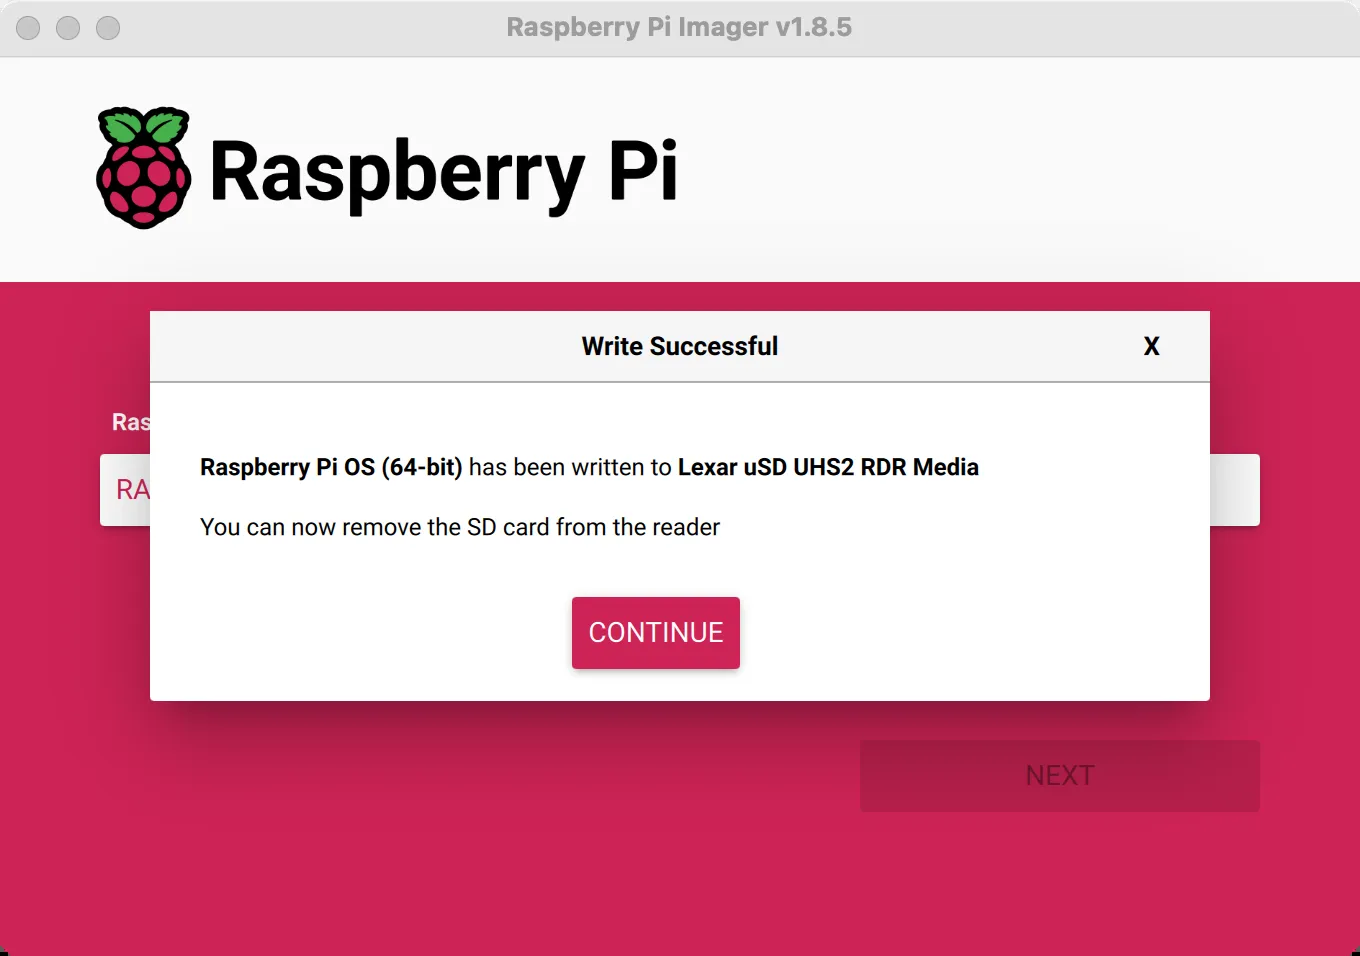 Raspberry Pi Imager v1.8.5
Raspberry Pi
Write Successful X
Ras
RA
Raspberry Pi OS (64-bit) has been written to Lexar uSD UHS2 RDR Media
You can now remove the SD card from the reader
CONTINUE
NEXT